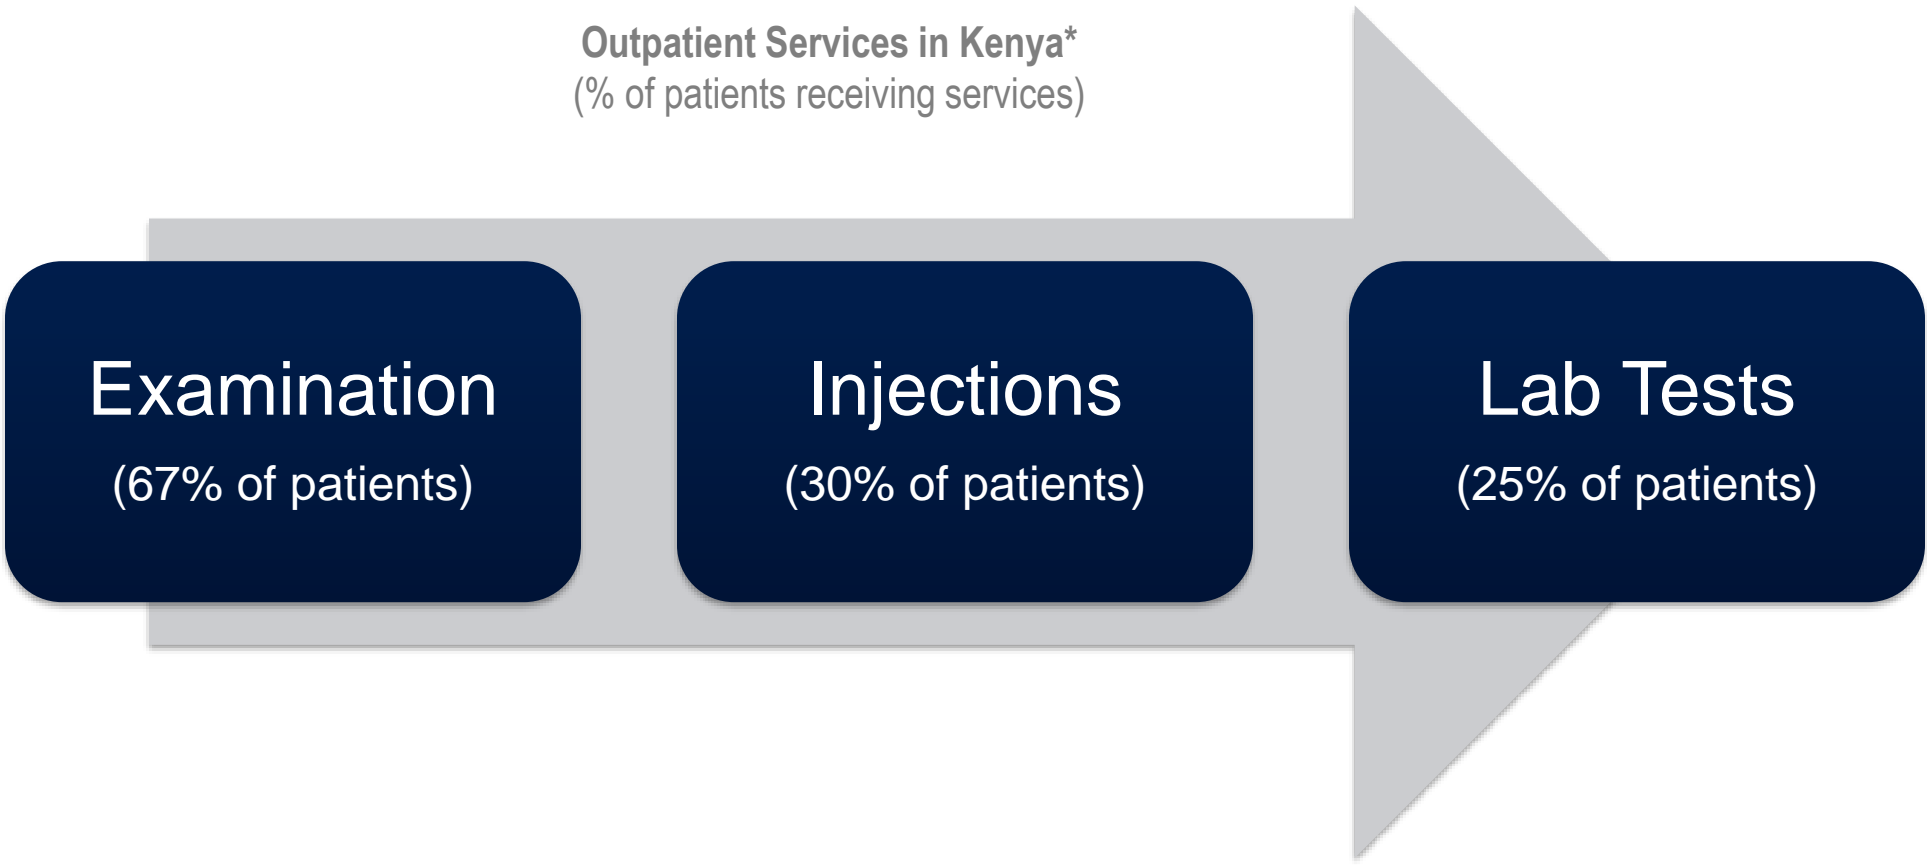 Outpatient Services in Kenya*
(% of patients receiving services)
Examination
(67% of patients)
Injections
(30% of patients)
Lab Tests
(25% of patients)